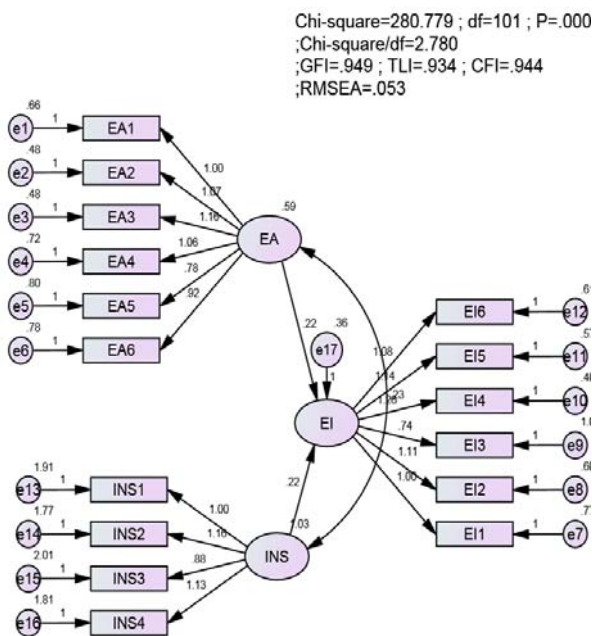 Chi-square=280.779 ; df=101 ; P=.000
;Chi-square/df=2.780
;GFI=.949 ; TLI=.934 ; CFI=.944
;RMSEA=.053
.66
e1 1 EA1
.48
e2 1 EA2
.48
e3 1 EA3
.72
e4 1 EA4
.80
e5 1 EA5
.78
e6 1 EA6
1.00
1.07
1.16
1.06
.78
.92
.59
EA
.22
.36
e17
1
EI
.22
1.08
1.14
.23
.74
1.11
1.00
EI6 1 e12
EI5 1 e11
EI4 1 e10
EI3 1 e9
EI2 1 e8
EI1 1 e7
1.91
e13 1 INS1
1.77
e14 1 INS2
2.01
e15 1 INS3
1.81
e16 1 INS4
1.00
1.16
.88
1.13
1.03
INS